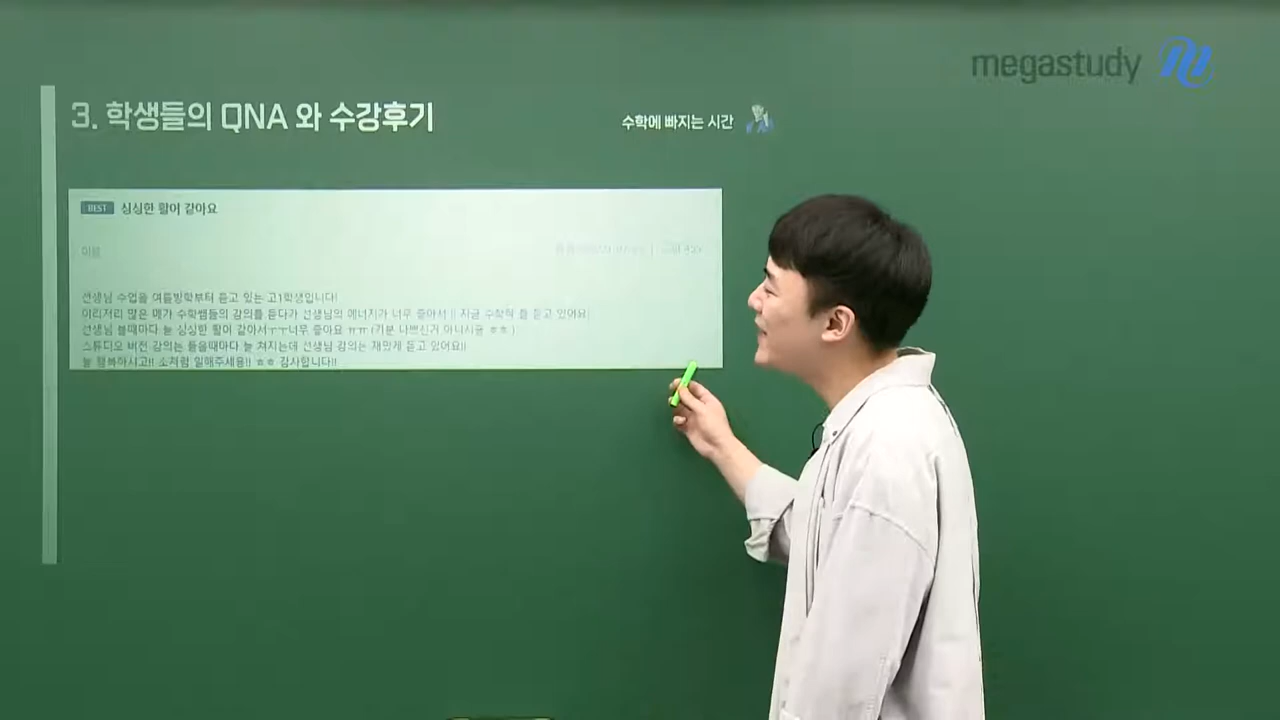 megastudy
3. 학생들의 QNA 와 수강후기
수학에 빠지는 시간
BEST 싱싱한 활어 같아요
이름
선생님 수업을 여름방학부터 듣고 있는 고1학생입니다!
이리저리 많은 메가 수학쌤들의 강의를 듣다가 선생님의 에너지가 너무 좋아서 지금 수학 듣고 있어요
선생님 볼때마다 늘 싱싱한 활어 같아서ㅜㅜ너무 좋아요 ㅠㅠ (기분 나쁘신거 아니시죠 ㅎㅎ)
스튜디오 버전 강의는 들을때마다 늘 쳐지는데 선생님 강의는 재밌게 듣고 있어요!!
늘 행복하시고!! 소처럼 일해주세용!! ㅎㅎ 감사합니다!!